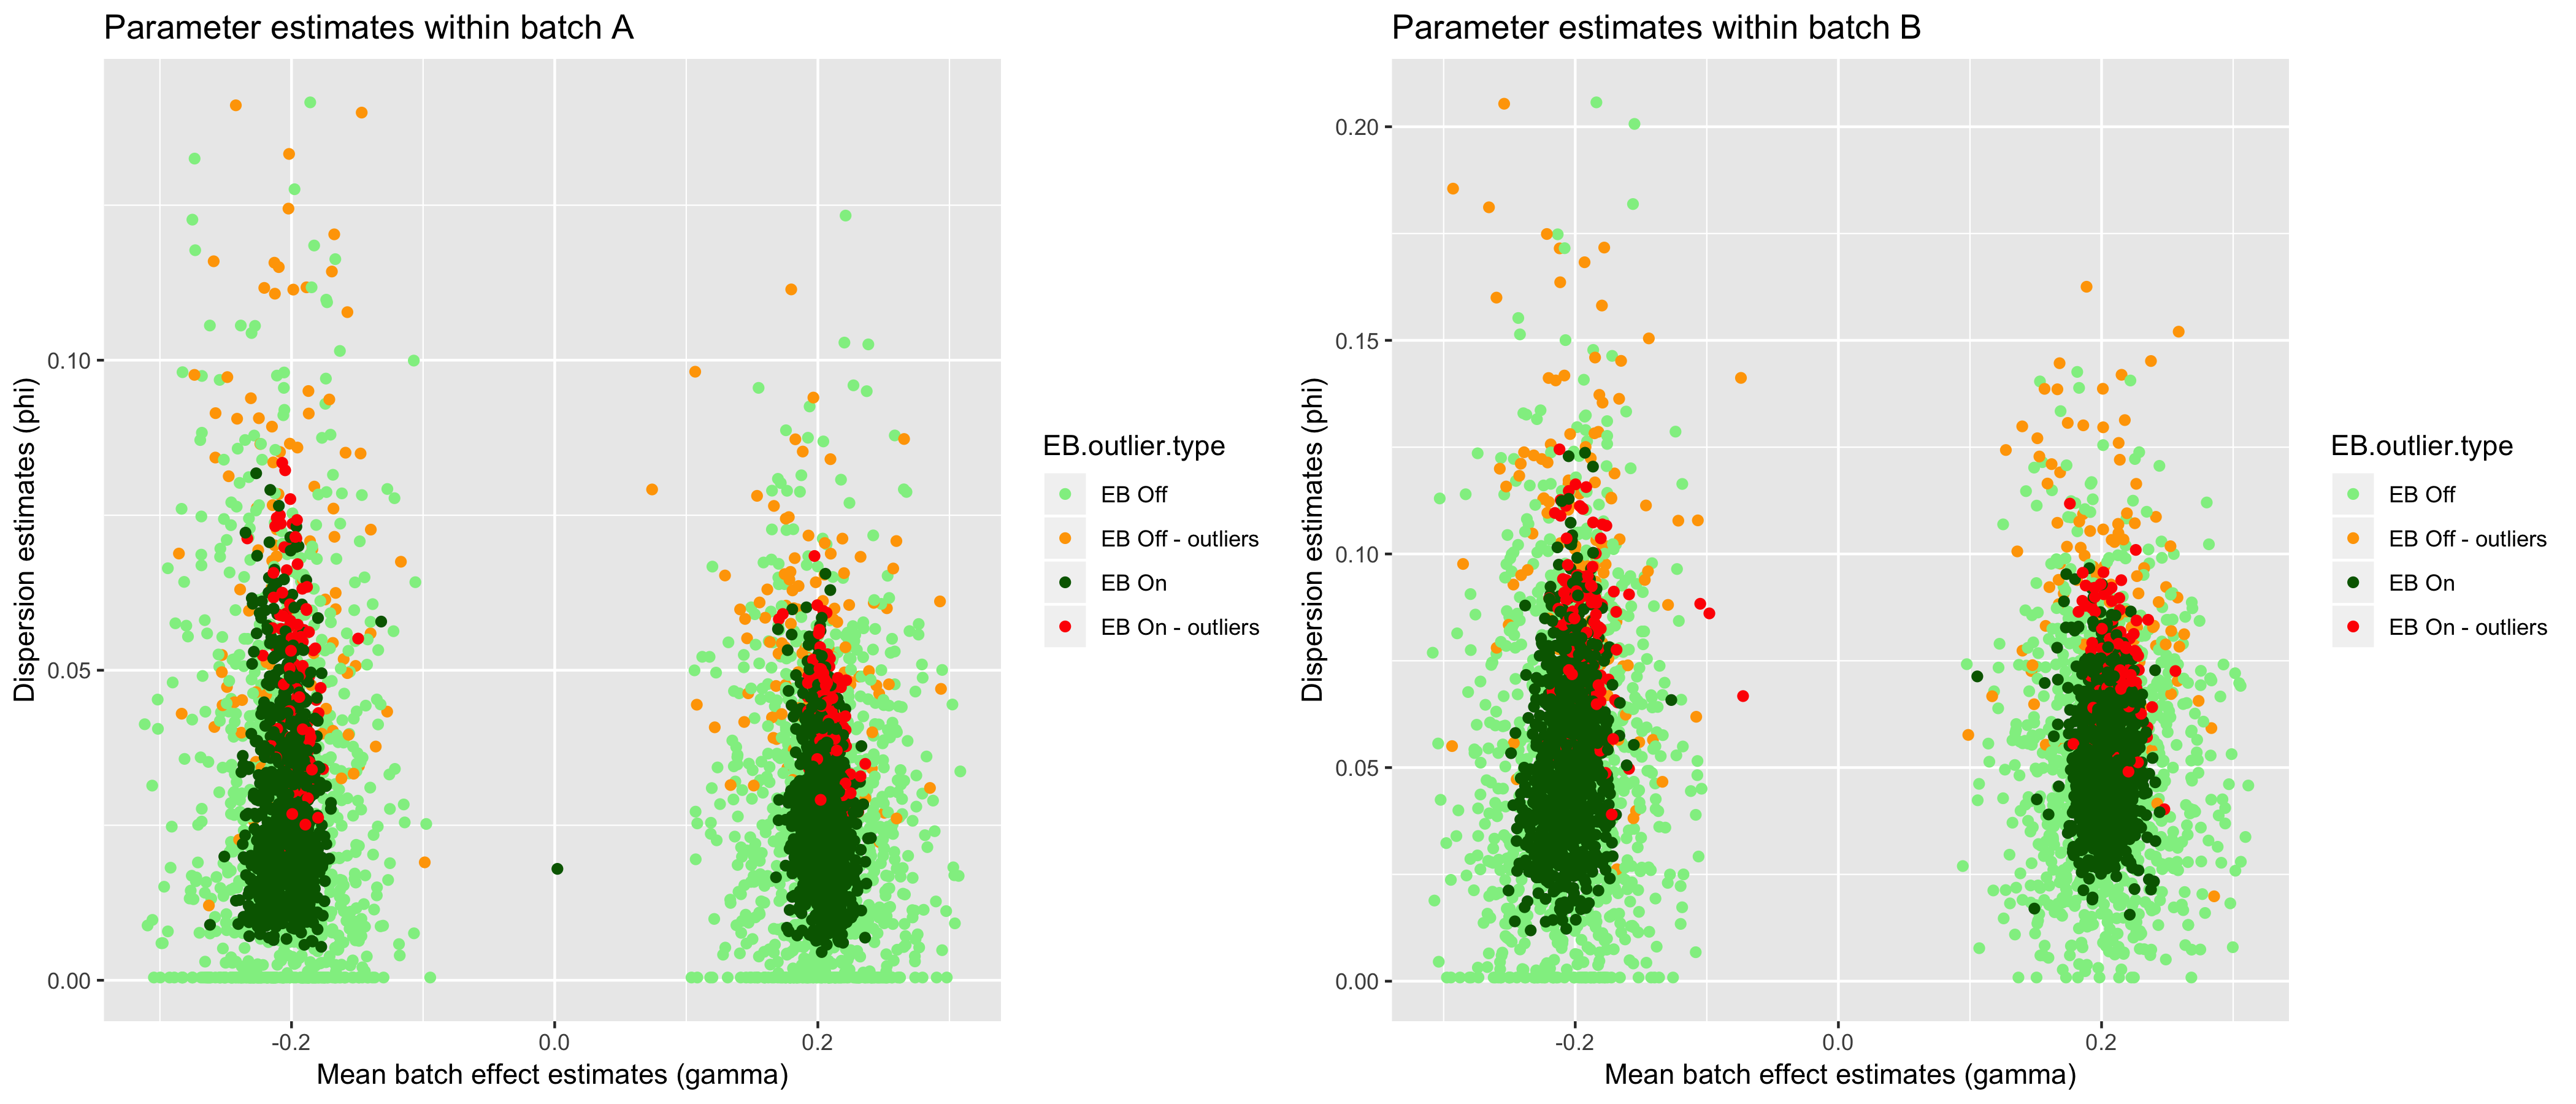 Parameter estimates within batch A
Dispersion estimates (phi)
0.10
0.05
0.00
-0.2
0.0
0.2
Mean batch effect estimates (gamma)
EB.outlier.type
EB Off
EB Off - outliers
EB On
EB On - outliers
Parameter estimates within batch B
Dispersion estimates (phi)
0.20
0.15
0.10
0.05
0.00
-0.2
0.0
0.2
Mean batch effect estimates (gamma)
EB.outlier.type
EB Off
EB Off - outliers
EB On
EB On - outliers